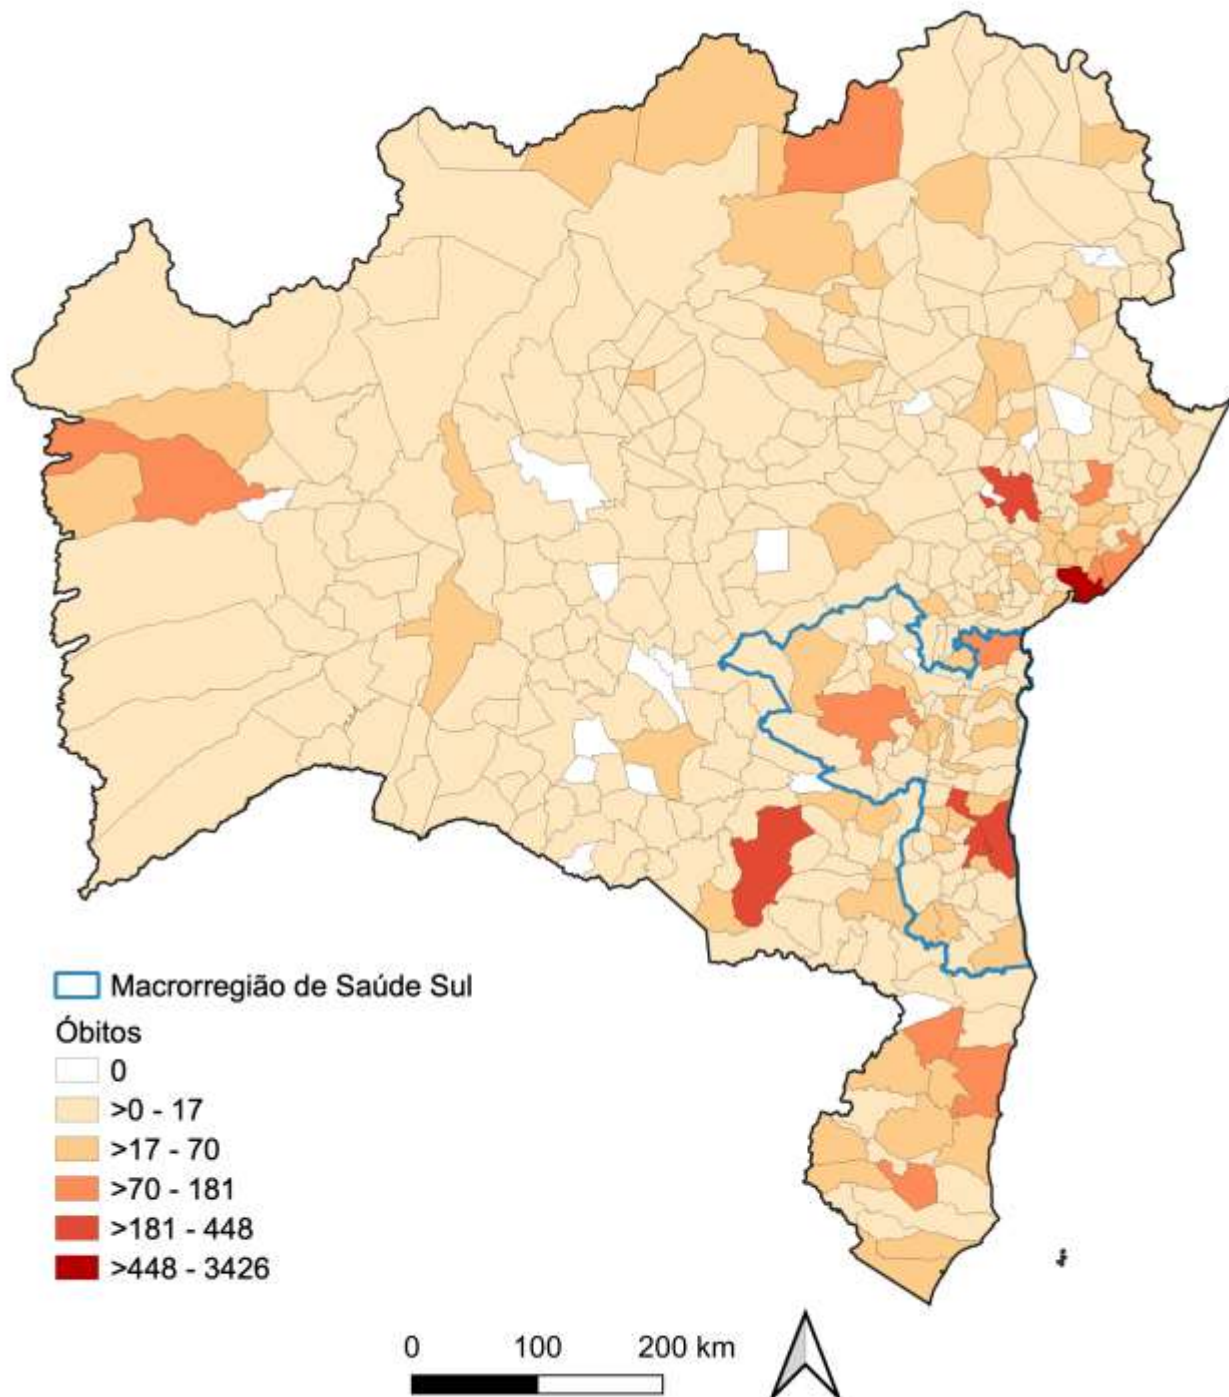 Macrorregião de Saúde Sul
Óbitos
0
>0 - 17
>17 - 70
>70 - 181
>181 - 448
>448 - 3426
0 100 200 km